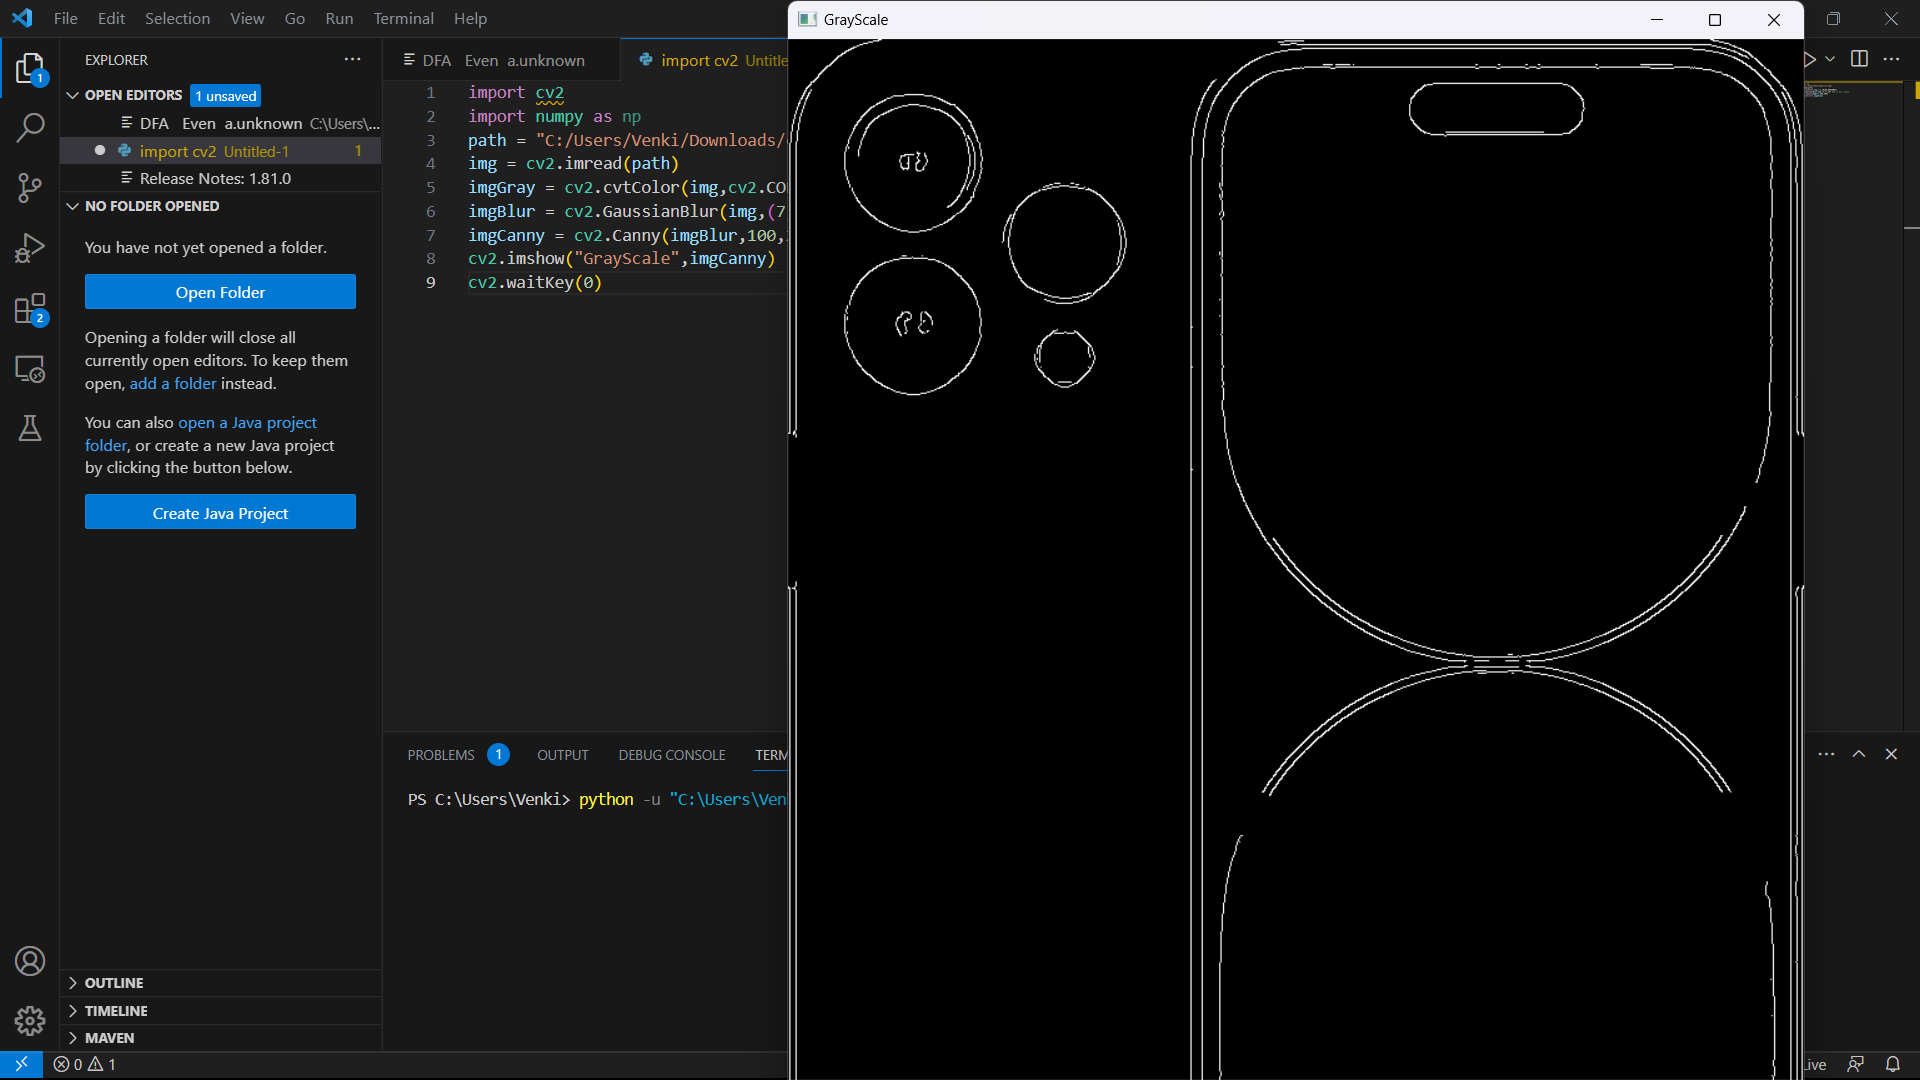 File Edit Selection View Go Run Terminal Help
GrayScale
EXPLORER
OPEN EDITORS 1 unsaved
DFA Even a.unknown C:\Users\...
import cv2 Untitled-1 1
Release Notes: 1.81.0
NO FOLDER OPENED
You have not yet opened a folder.
Open Folder
Opening a folder will close all
currently open editors. To keep them
open, add a folder instead.
You can also open a Java project
folder, or create a new Java project
by clicking the button below.
Create Java Project
OUTLINE
TIMELINE
MAVEN
1
2
DFA Even a.unknown
import cv2 Untitle
1 import cv2
2 import numpy as np
3 path = "C:/Users/Venki/Downloads/
4 img = cv2.imread(path)
5 imgGray = cv2.cvtColor(img,cv2.CO
6 imgBlur = cv2.GaussianBlur(img,(7
7 imgCanny = cv2.Canny(imgBlur,100,
8 cv2.imshow("GrayScale",imgCanny)
9 cv2.waitKey(0)
PROBLEMS 1 OUTPUT DEBUG CONSOLE TERM
PS C:\Users\Venki> python -u "C:\Users\Ven
0 1
Live